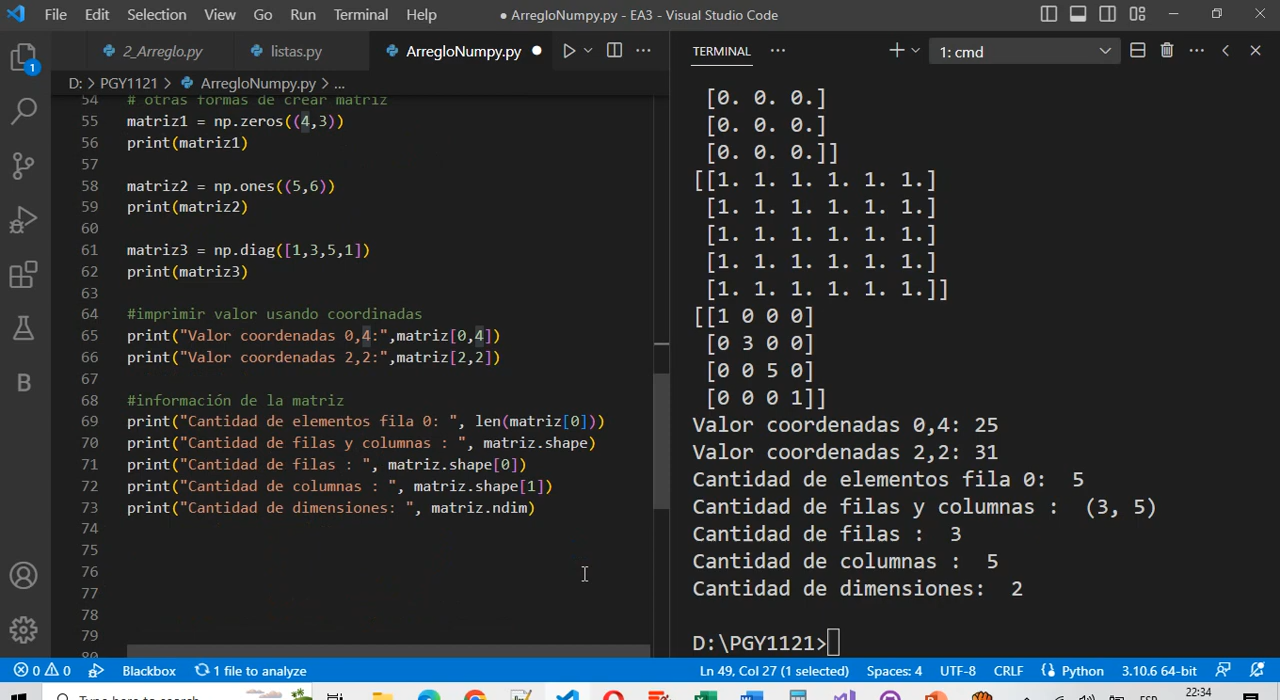 File Edit Selection View Go Run Terminal Help ● ArregloNumpy.py - EA3 - Visual Studio Code
2_Arreglo.py listas.py ArregloNumpy.py ●
D: > PGY1121 > ArregloNumpy.py > ...
54 # otras formas de crear matriz
55 matriz1 = np.zeros((4,3))
56 print(matriz1)
57
58 matriz2 = np.ones((5,6))
59 print(matriz2)
60
61 matriz3 = np.diag([1,3,5,1])
62 print(matriz3)
63
64 #imprimir valor usando coordinadas
65 print("Valor coordenadas 0,4:",matriz[0,4])
66 print("Valor coordenadas 2,2:",matriz[2,2])
67
68 #información de la matriz
69 print("Cantidad de elementos fila 0: ", len(matriz[0]))
70 print("Cantidad de filas y columnas : ", matriz.shape)
71 print("Cantidad de filas : ", matriz.shape[0])
72 print("Cantidad de columnas : ", matriz.shape[1])
73 print("Cantidad de dimensiones: ", matriz.ndim)
74
75
76
77
78
79
80
TERMINAL ··· 1: cmd
[0. 0. 0.]
[0. 0. 0.]
[0. 0. 0.]]
[[1. 1. 1. 1. 1. 1.]
[1. 1. 1. 1. 1. 1.]
[1. 1. 1. 1. 1. 1.]
[1. 1. 1. 1. 1. 1.]
[1. 1. 1. 1. 1. 1.]]
[[1 0 0 0]
[0 3 0 0]
[0 0 5 0]
[0 0 0 1]]
Valor coordenadas 0,4: 25
Valor coordenadas 2,2: 31
Cantidad de elementos fila 0:  5
Cantidad de filas y columnas :  (3, 5)
Cantidad de filas :  3
Cantidad de columnas :  5
Cantidad de dimensiones:  2
D:\PGY1121>
1
B
0 0 Blackbox 1 file to analyze Ln 49, Col 27 (1 selected) Spaces: 4 UTF-8 CRLF Python 3.10.6 64-bit
Type here to search ESP 22:34